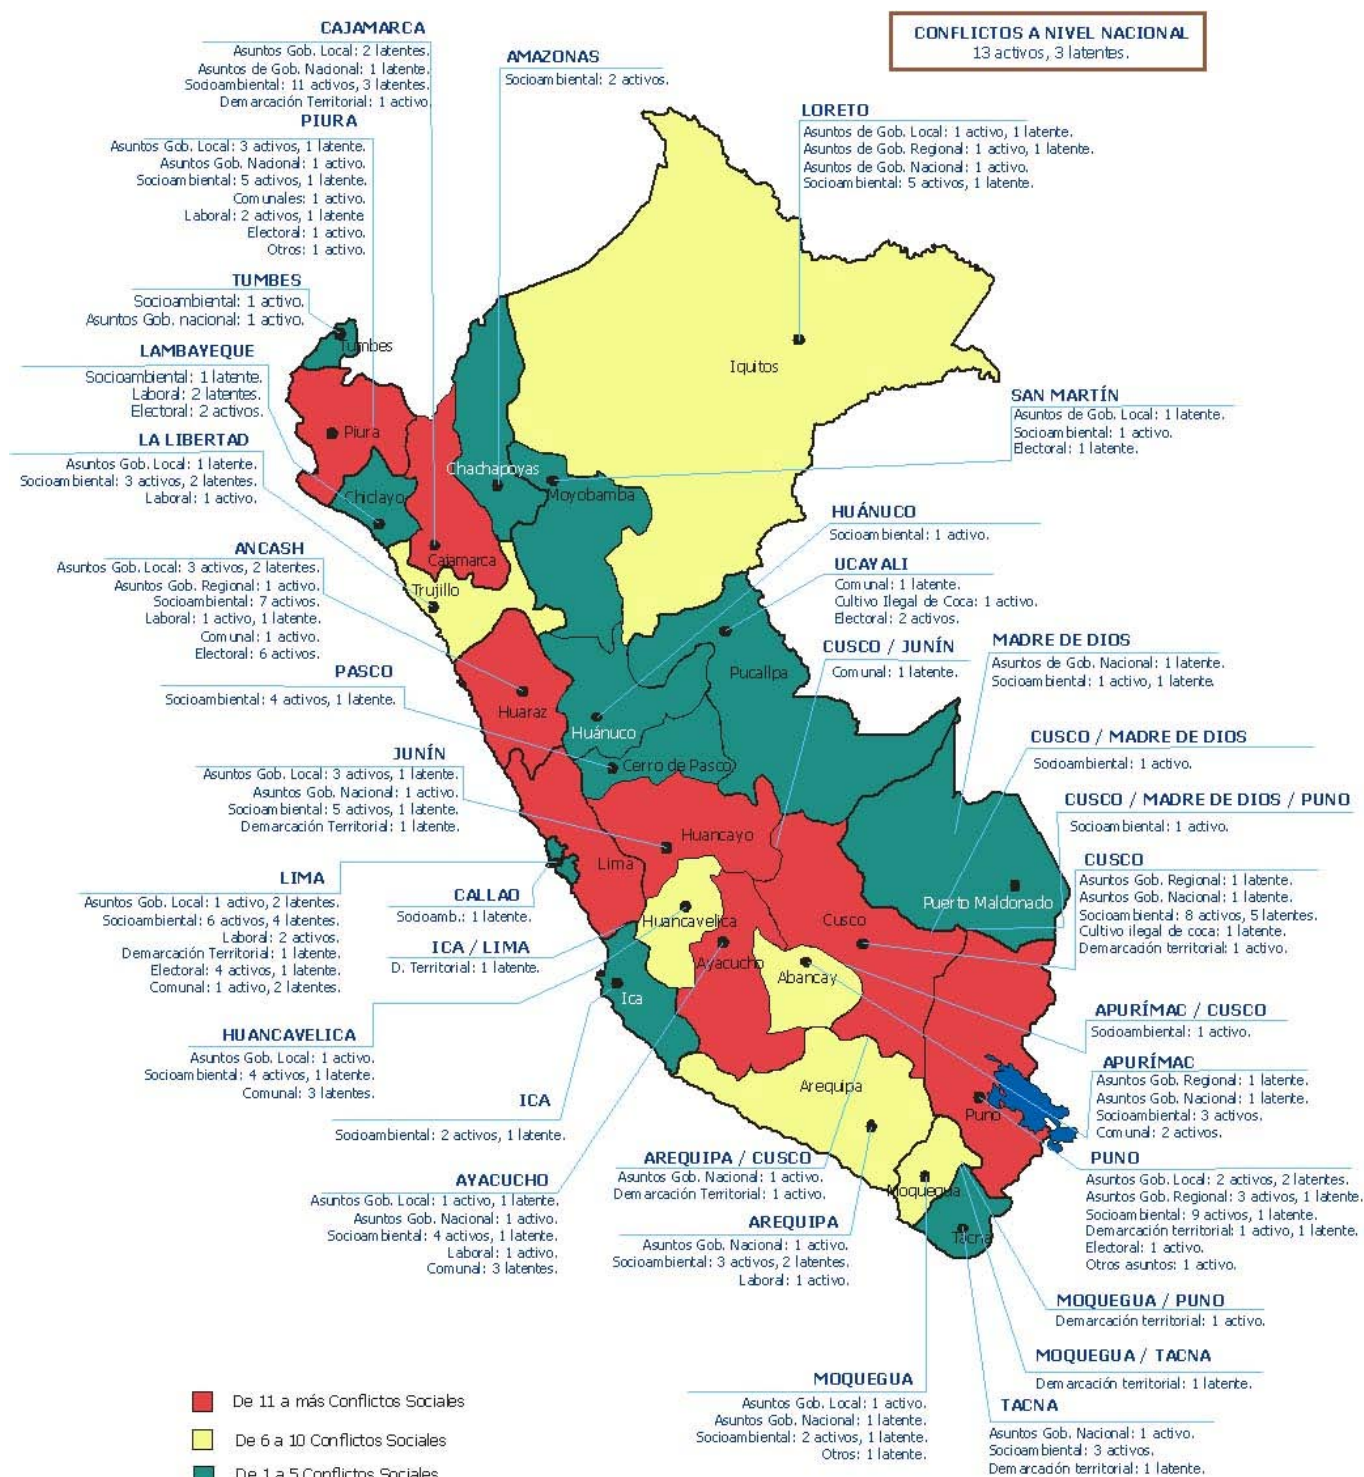 CONFLICTOS A NIVEL NACIONAL
13 activos, 3 latentes.
CAJAMARCA
Asuntos Gob. Local: 2 latentes.
Asuntos de Gob. Nacional: 1 latente.
Socioambiental: 11 activos, 3 latentes.
Demarcación Territorial: 1 activo.
AMAZONAS
Socioambiental: 2 activos.
LORETO
Asuntos de Gob. Local: 1 activo, 1 latente.
Asuntos de Gob. Regional: 1 activo, 1 latente.
Asuntos de Gob. Nacional: 1 activo.
Socioambiental: 5 activos, 1 latente.
PIURA
Asuntos Gob. Local: 3 activos, 1 latente.
Asuntos Gob. Nacional: 1 activo.
Socioambiental: 5 activos, 1 latente.
Comunales: 1 activo.
Laboral: 2 activos, 1 latente
Electoral: 1 activo.
Otros: 1 activo.
TUMBES
Socioambiental: 1 activo.
Asuntos Gob. nacional: 1 activo.
LAMBAYEQUE
Socioambiental: 1 latente.
Laboral: 2 latentes.
Electoral: 2 activos.
SAN MARTÍN
Asuntos de Gob. Local: 1 latente.
Socioambiental: 1 activo.
Electoral: 1 latente.
LA LIBERTAD
Asuntos Gob. Local: 1 latente.
Socioambiental: 3 activos, 2 latentes.
Laboral: 1 activo.
HUÁNUCO
Socioambiental: 1 activo.
ANCASH
Asuntos Gob. Local: 3 activos, 2 latentes.
Asuntos Gob. Regional: 1 activo.
Socioambiental: 7 activos.
Laboral: 1 activo, 1 latente.
Comunal: 1 activo.
Electoral: 6 activos.
UCAYALI
Comunal: 1 latente.
Cultivo Ilegal de Coca: 1 activo.
Electoral: 2 activos.
CUSCO / JUNÍN
Comunal: 1 latente.
MADRE DE DIOS
Asuntos de Gob. Nacional: 1 latente.
Socioambiental: 1 activo, 1 latente.
PASCO
Socioambiental: 4 activos, 1 latente.
CUSCO / MADRE DE DIOS
Socioambiental: 1 activo.
JUNÍN
Asuntos Gob. Local: 3 activos, 1 latente.
Asuntos Gob. Nacional: 1 activo.
Socioambiental: 5 activos, 1 latente.
Demarcación Territorial: 1 latente.
CUSCO / MADRE DE DIOS / PUNO
Socioambiental: 1 activo.
CUSCO
Asuntos Gob. Regional: 1 latente.
Asuntos Gob. Nacional: 1 latente.
Socioambiental: 8 activos, 5 latentes.
Cultivo ilegal de coca: 1 latente.
Demarcación territorial: 1 activo.
LIMA
Asuntos Gob. Local: 1 activo, 2 latentes.
Socioambiental: 6 activos, 4 latentes.
Laboral: 2 activos.
Demarcación Territorial: 1 latente.
Electoral: 4 activos, 1 latente.
Comunal: 1 activo, 2 latentes.
CALLAO
Socioamb.: 1 latente.
ICA / LIMA
D. Territorial: 1 latente.
HUANCAVELICA
Asuntos Gob. Local: 1 activo.
Socioambiental: 4 activos, 1 latente.
Comunal: 3 latentes.
APURÍMAC / CUSCO
Socioambiental: 1 activo.
APURÍMAC
Asuntos Gob. Regional: 1 latente.
Asuntos Gob. Nacional: 1 latente.
Socioambiental: 3 activos.
Comunal: 2 activos.
ICA
Socioambiental: 2 activos, 1 latente.
AYACUCHO
Asuntos Gob. Local: 1 activo, 1 latente.
Asuntos Gob. Nacional: 1 activo.
Socioambiental: 4 activos, 1 latente.
Laboral: 1 activo.
Comunal: 3 latentes.
AREQUIPA / CUSCO
Asuntos Gob. Nacional: 1 activo.
Demarcación Territorial: 1 activo.
AREQUIPA
Asuntos Gob. Nacional: 1 activo.
Socioambiental: 3 activos, 2 latentes.
Laboral: 1 activo.
PUNO
Asuntos Gob. Local: 2 activos, 2 latentes.
Asuntos Gob. Regional: 3 activos, 1 latente.
Socioambiental: 9 activos, 1 latente.
Demarcación territorial: 1 activo, 1 latente.
Electoral: 1 activo.
Otros asuntos: 1 activo.
MOQUEGUA / PUNO
Demarcación territorial: 1 activo.
MOQUEGUA / TACNA
Demarcación territorial: 1 latente.
MOQUEGUA
Asuntos Gob. Local: 1 activo.
Asuntos Gob. Nacional: 1 latente.
Socioambiental: 2 activos, 1 latente.
Otros: 1 latente.
TACNA
Asuntos Gob. Nacional: 1 activo.
Socioambiental: 3 activos.
Demarcación territorial: 1 latente.
Tumbes
Iquitos
Piura
Chachapoyas
Moyobamba
Chiclayo
Cajamarca
Trujillo
Pucallpa
Huaraz
Huánuco
Cerro de Pasco
Huancayo
Lima
Puerto Maldonado
Huancavelica
Cusco
Ayacucho
Abancay
Ica
Arequipa
Puno
Moquegua
Tacna
De 11 a más Conflictos Sociales
De 6 a 10 Conflictos Sociales
De 1 a 5 Conflictos Sociales